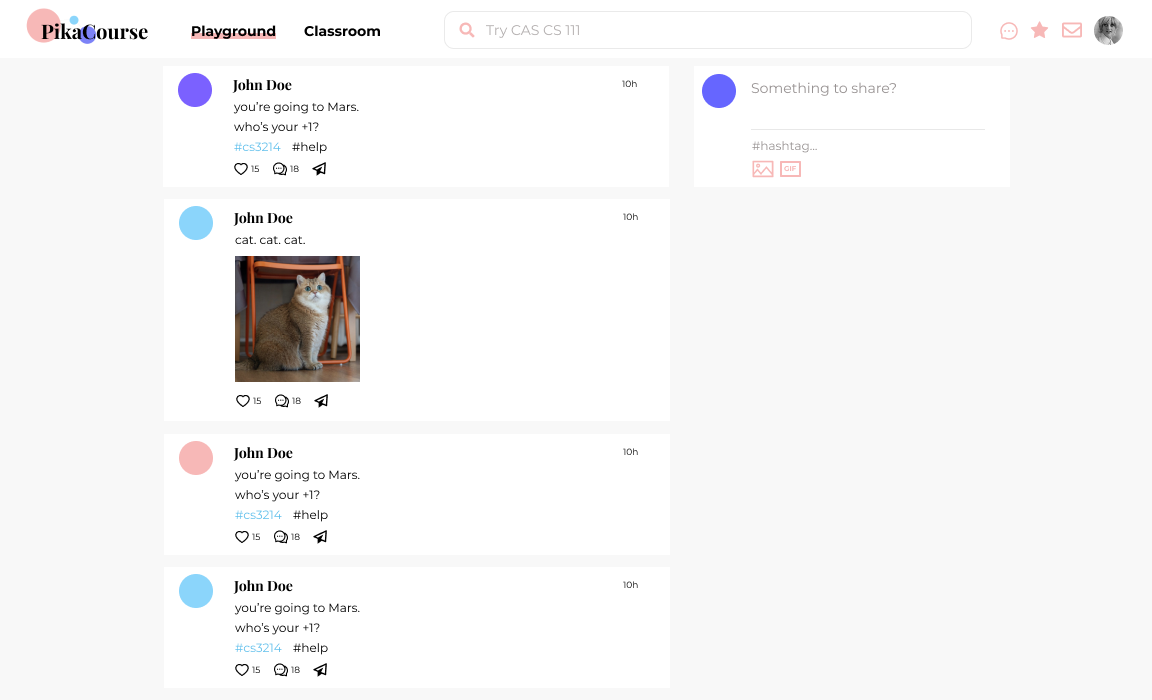 PikaCourse
Playground Classroom
Try CAS CS 111
John Doe 10h
you're going to Mars.
who's your +1?
#cs3214 #help
15 18
Something to share?
#hashtag...
GIF
John Doe 10h
cat. cat. cat.
15 18
John Doe 10h
you're going to Mars.
who's your +1?
#cs3214 #help
15 18
John Doe 10h
you're going to Mars.
who's your +1?
#cs3214 #help
15 18